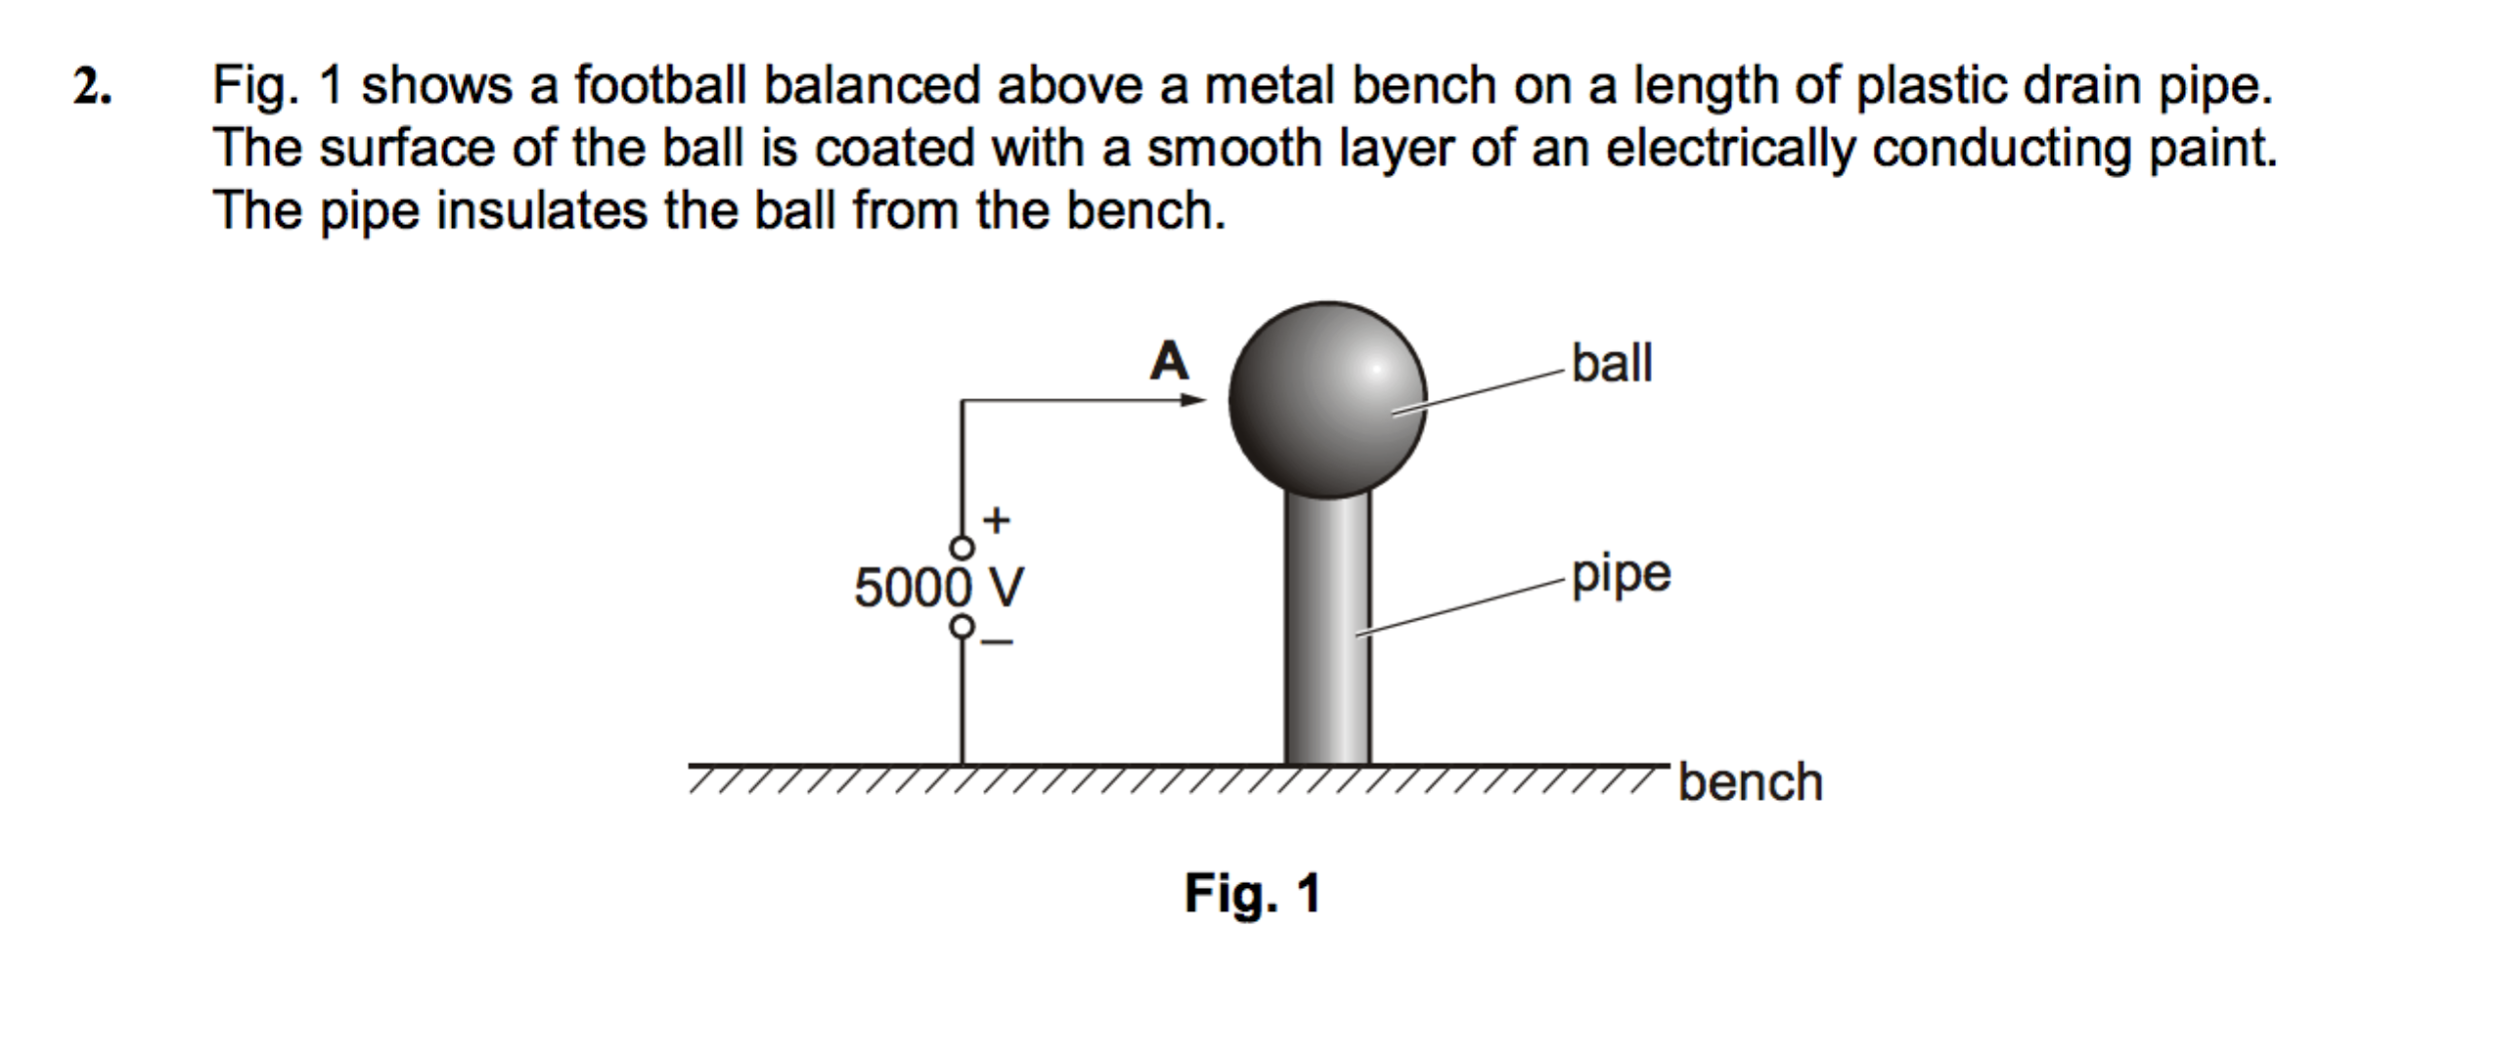 2. Fig. 1 shows a football balanced above a metal bench on a length of plastic drain pipe.
The surface of the ball is coated with a smooth layer of an electrically conducting paint.
The pipe insulates the ball from the bench.
A
ball
+
5000 V
–
pipe
bench
Fig. 1